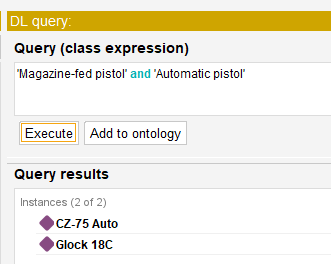 DL query:
Query (class expression)
'Magazine-fed pistol' and 'Automatic pistol'
Execute Add to ontology
Query results
Instances (2 of 2)
CZ-75 Auto
Glock 18C